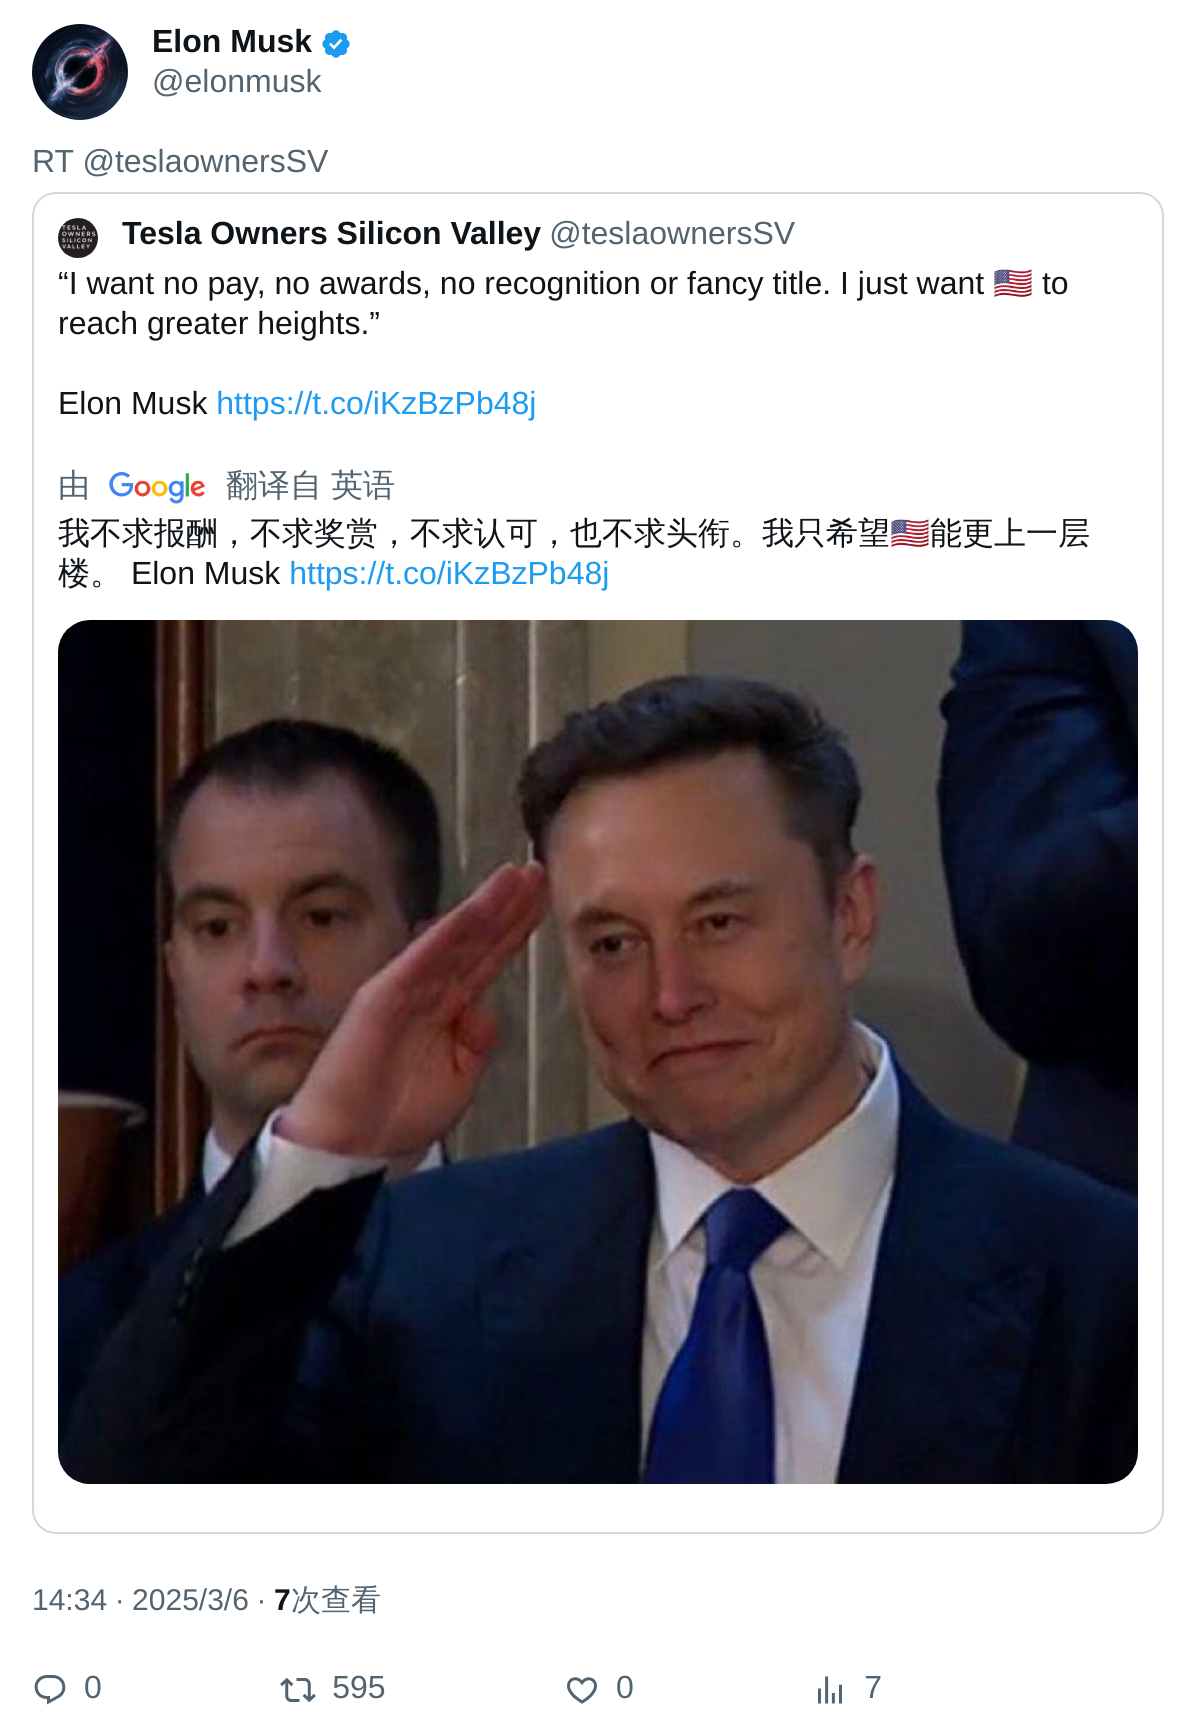 Elon Musk
@elonmusk
RT @teslaownersSV
TESLA
OWNERS
SILICON
VALLEY
Tesla Owners Silicon Valley @teslaownersSV
“I want no pay, no awards, no recognition or fancy title. I just want 🇺🇸 to
reach greater heights.”
Elon Musk https://t.co/iKzBzPb48j
由 Google 翻译自 英语
我不求报酬，不求奖赏，不求认可，也不求头衔。我只希望🇺🇸能更上一层
楼。 Elon Musk https://t.co/iKzBzPb48j
14:34 · 2025/3/6 · 7次查看
0 595 0 7